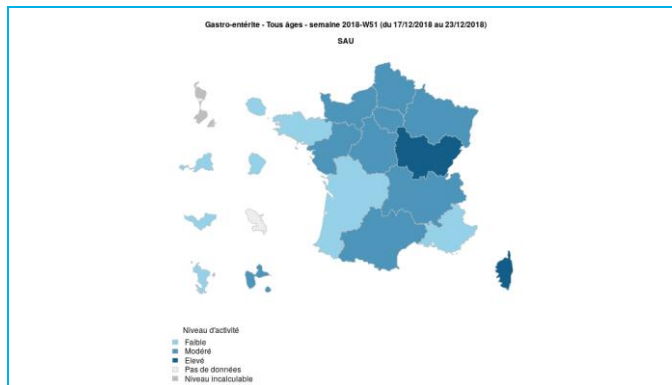 Gastro-entérite - Tous âges - semaine 2018-W51 (du 17/12/2018 au 23/12/2018)
SAU
Niveau d'activité
Faible
Modéré
Elevé
Pas de données
Niveau incalculable